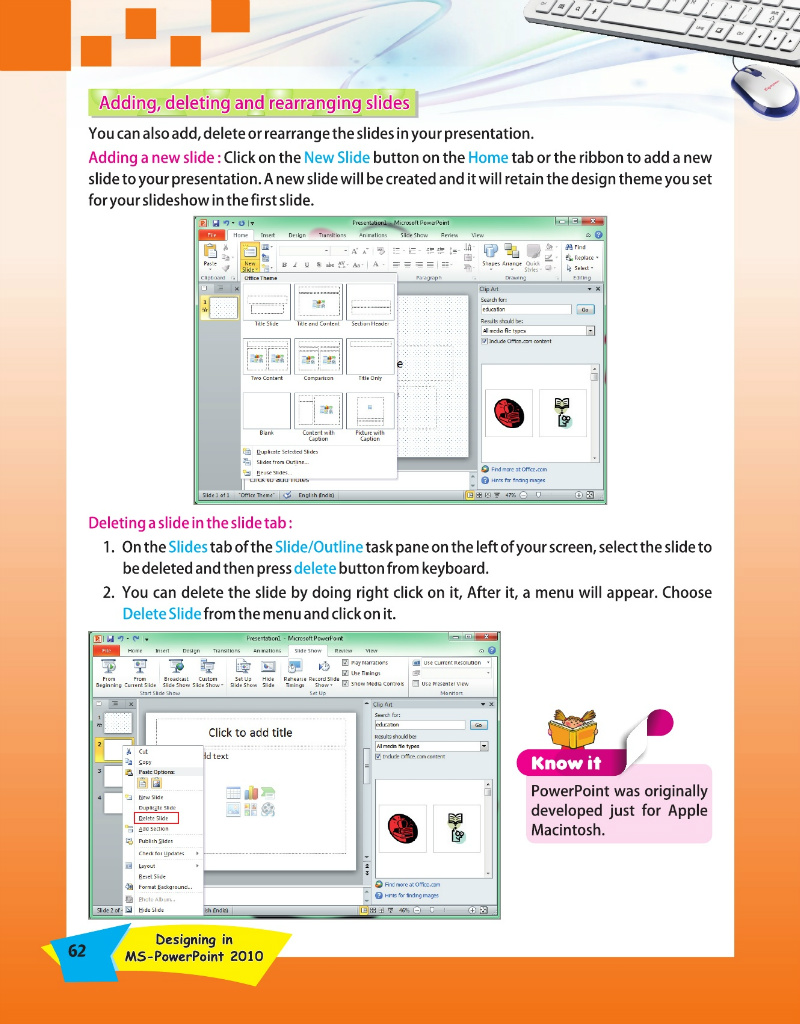 Adding, deleting and rearranging slides
You can also add, delete or rearrange the slides in your presentation.
Adding a new slide : Click on the New Slide button on the Home tab or the ribbon to add a new
slide to your presentation. A new slide will be created and it will retain the design theme you set
for your slideshow in the first slide.
Presentation1 - Microsoft PowerPoint
File Home Insert Design Transitions Animations Slide Show Review View
Paste
New
Slide
Shapes Arrange Quick
Styles
Find
Replace
Select
Clipboard
Paragraph
Drawing
Editing
Office Theme
Title Slide
Title and Content
Section Header
Two Content
Comparison
Title Only
Blank
Content with
Caption
Picture with
Caption
Duplicate Selected Slides
Slides from Outline...
Reuse Slides...
Click to add notes
Clip Art
Search for:
education
Go
Results should be:
All media file types
Include Office.com content
Find more at Office.com
Hints for finding images
Slide 1 of 1
"Office Theme"
English (India)
47%
Deleting a slide in the slide tab :
1. On the Slides tab of the Slide/Outline task pane on the left of your screen, select the slide to
be deleted and then press delete button from keyboard.
2. You can delete the slide by doing right click on it, After it, a menu will appear. Choose
Delete Slide from the menu and click on it.
Presentation1 - Microsoft PowerPoint
File Home Insert Design Transitions Animations Slide Show Review View
From
Beginning
From
Current Slide
Broadcast
Slide Show
Custom
Slide Show
Set Up
Slide Show
Hide
Slide
Rehearse
Timings
Record Slide
Show
Play Narrations
Use Timings
Show Media Controls
Use Current Resolution
Use Presenter View
Start Slide Show
Set Up
Monitors
1
2
3
4
Cut
Copy
Paste Options:
New Slide
Duplicate Slide
Delete Slide
Add Section
Publish Slides
Check for Updates
Layout
Reset Slide
Format Background...
Photo Album...
Hide Slide
Click to add title
dd text
Clip Art
Search for:
education
Go
Results should be:
All media file types
Include Office.com content
Find more at Office.com
Hints for finding images
Slide 2 of
sh (India)
46%
Know it
PowerPoint was originally
developed just for Apple
Macintosh.
62
Designing in
MS-PowerPoint 2010